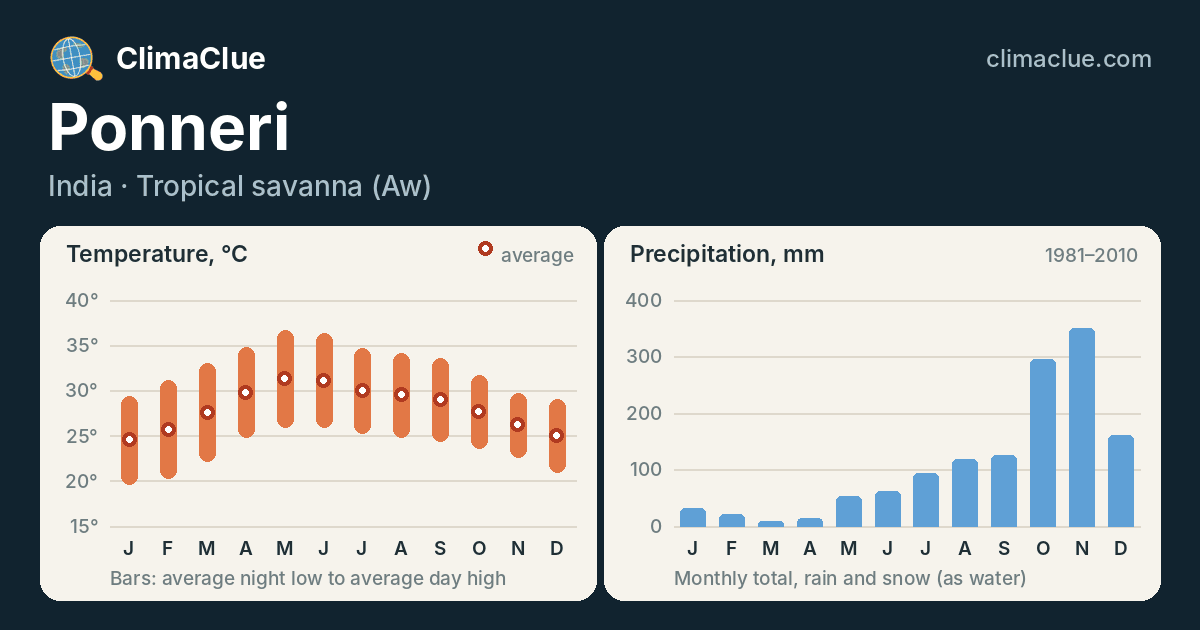 ClimaClue
climaclue.com
Ponneri
India · Tropical savanna (Aw)
Temperature, °C
average
40°
35°
30°
25°
20°
15°
J F M A M J J A S O N D
Bars: average night low to average day high
Precipitation, mm
1981–2010
400
300
200
100
0
J F M A M J J A S O N D
Monthly total, rain and snow (as water)